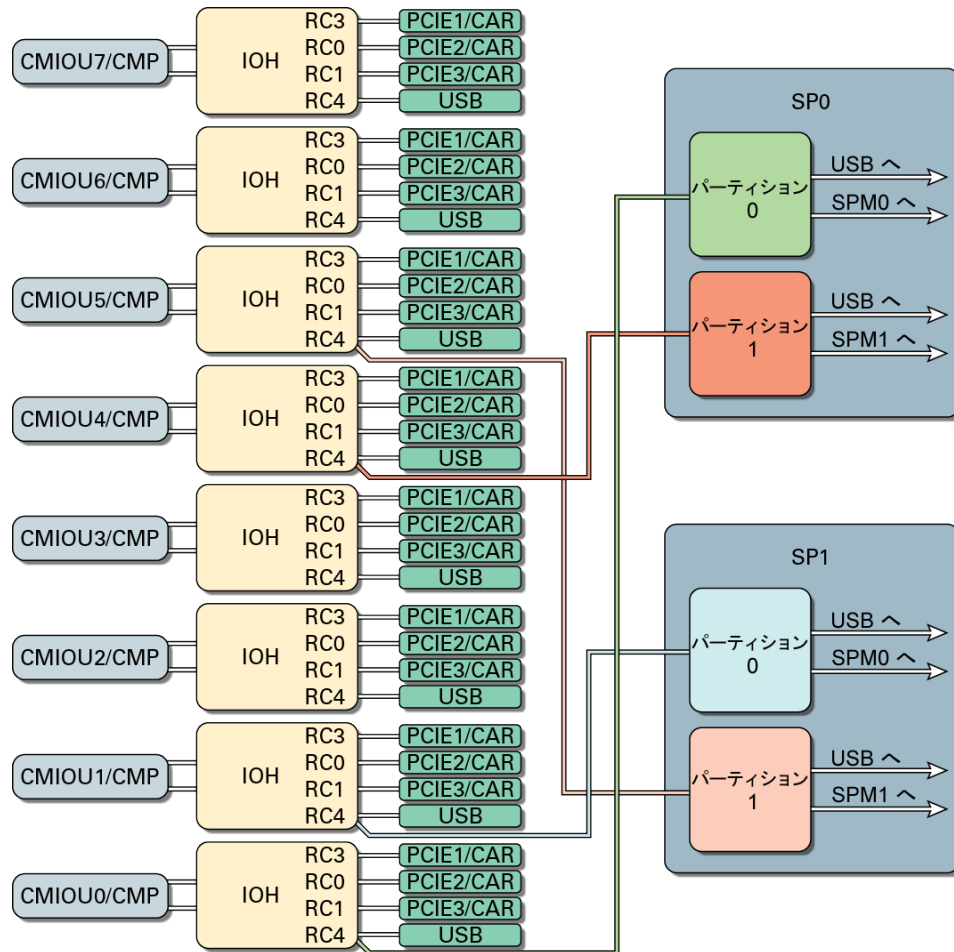 CMIOU7/CMP
IOH
RC3
RC0
RC1
RC4
PCIE1/CAR
PCIE2/CAR
PCIE3/CAR
USB
CMIOU6/CMP
IOH
RC3
RC0
RC1
RC4
PCIE1/CAR
PCIE2/CAR
PCIE3/CAR
USB
CMIOU5/CMP
IOH
RC3
RC0
RC1
RC4
PCIE1/CAR
PCIE2/CAR
PCIE3/CAR
USB
CMIOU4/CMP
IOH
RC3
RC0
RC1
RC4
PCIE1/CAR
PCIE2/CAR
PCIE3/CAR
USB
CMIOU3/CMP
IOH
RC3
RC0
RC1
RC4
PCIE1/CAR
PCIE2/CAR
PCIE3/CAR
USB
CMIOU2/CMP
IOH
RC3
RC0
RC1
RC4
PCIE1/CAR
PCIE2/CAR
PCIE3/CAR
USB
CMIOU1/CMP
IOH
RC3
RC0
RC1
RC4
PCIE1/CAR
PCIE2/CAR
PCIE3/CAR
USB
CMIOU0/CMP
IOH
RC3
RC0
RC1
RC4
PCIE1/CAR
PCIE2/CAR
PCIE3/CAR
USB
SP0
パーティション
0
USB へ
SPM0 へ
パーティション
1
USB へ
SPM1 へ
SP1
パーティション
0
USB へ
SPM0 へ
パーティション
1
USB へ
SPM1 へ